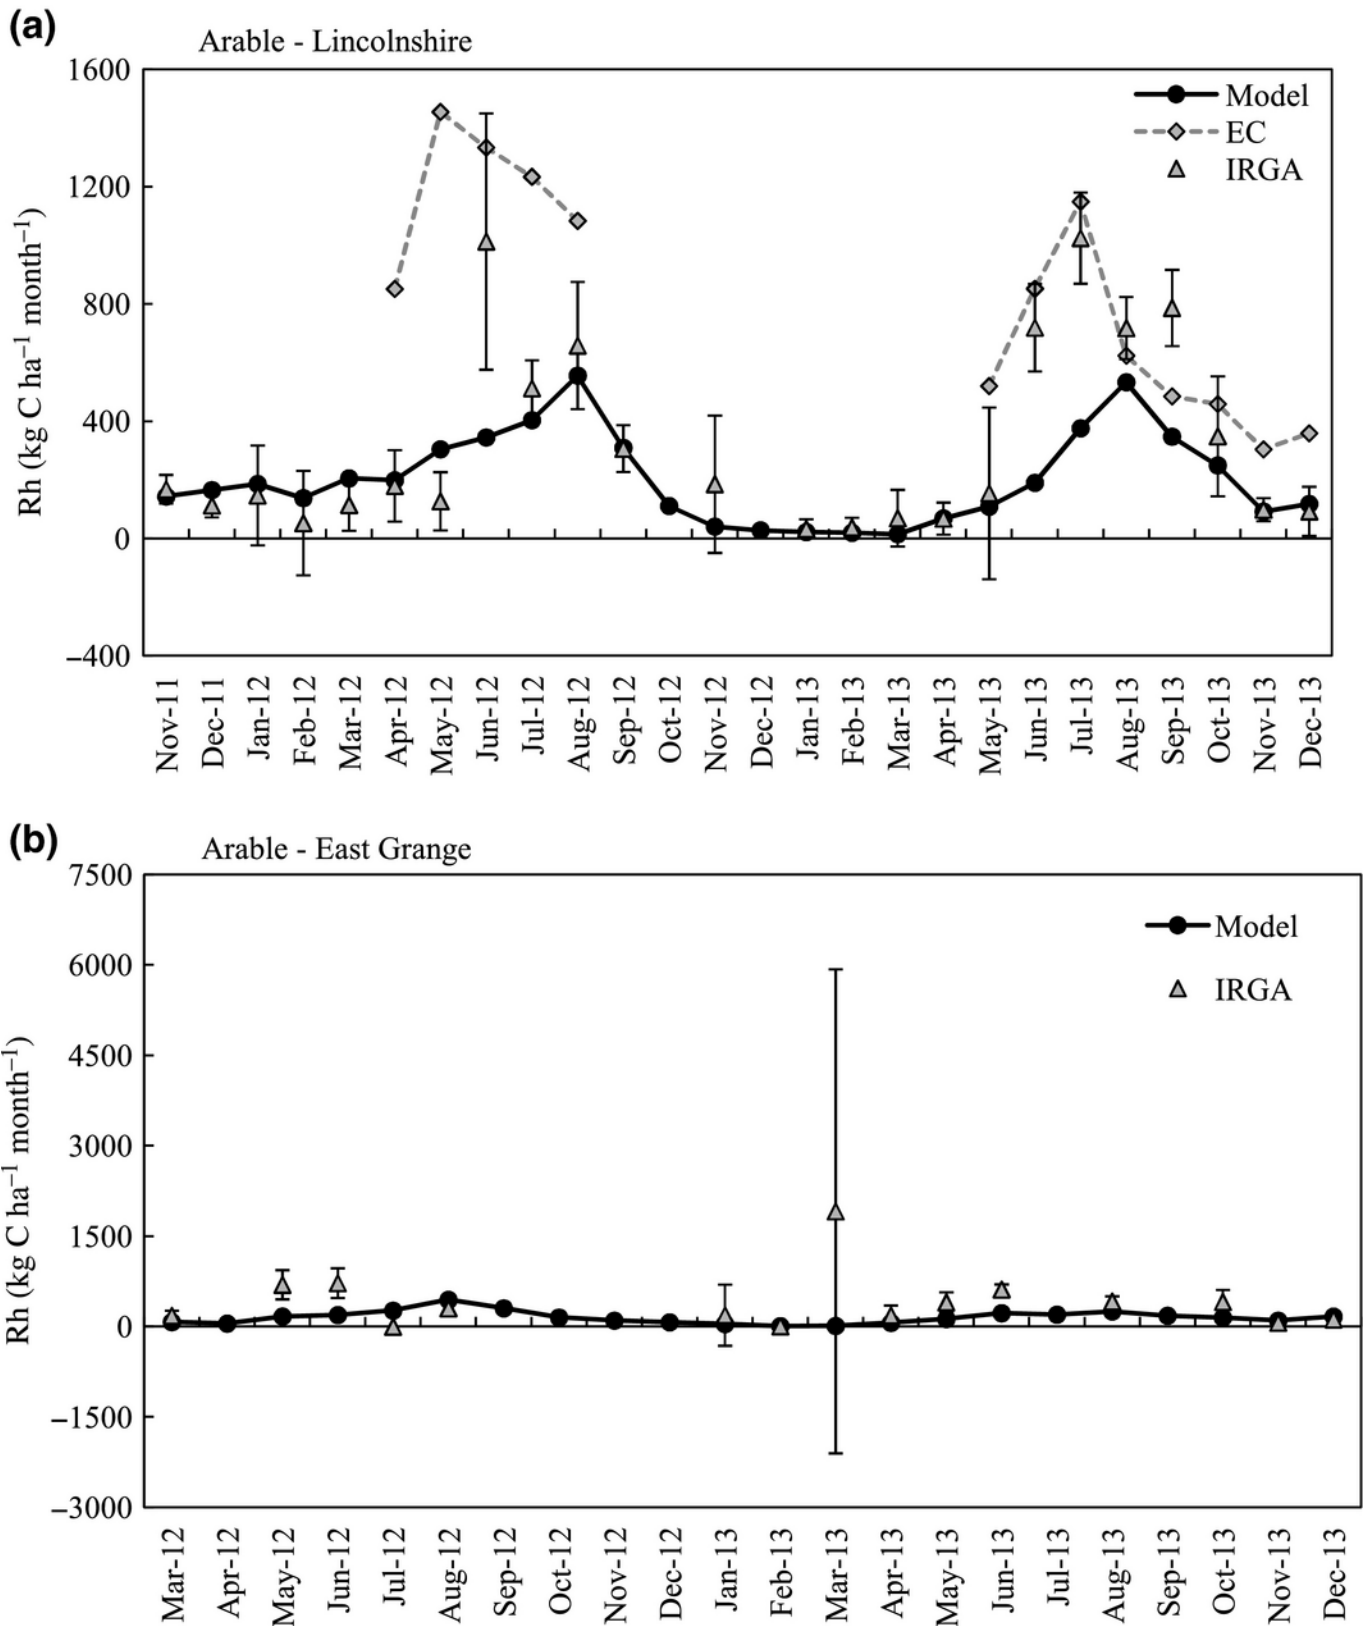 (a)
Arable - Lincolnshire
1600
1200
800
400
0
−400
Rh (kg C ha⁻¹ month⁻¹)
Model
EC
IRGA
Nov-11
Dec-11
Jan-12
Feb-12
Mar-12
Apr-12
May-12
Jun-12
Jul-12
Aug-12
Sep-12
Oct-12
Nov-12
Dec-12
Jan-13
Feb-13
Mar-13
Apr-13
May-13
Jun-13
Jul-13
Aug-13
Sep-13
Oct-13
Nov-13
Dec-13
(b)
Arable - East Grange
7500
6000
4500
3000
1500
0
−1500
−3000
Rh (kg C ha⁻¹ month⁻¹)
Model
IRGA
Mar-12
Apr-12
May-12
Jun-12
Jul-12
Aug-12
Sep-12
Oct-12
Nov-12
Dec-12
Jan-13
Feb-13
Mar-13
Apr-13
May-13
Jun-13
Jul-13
Aug-13
Sep-13
Oct-13
Nov-13
Dec-13